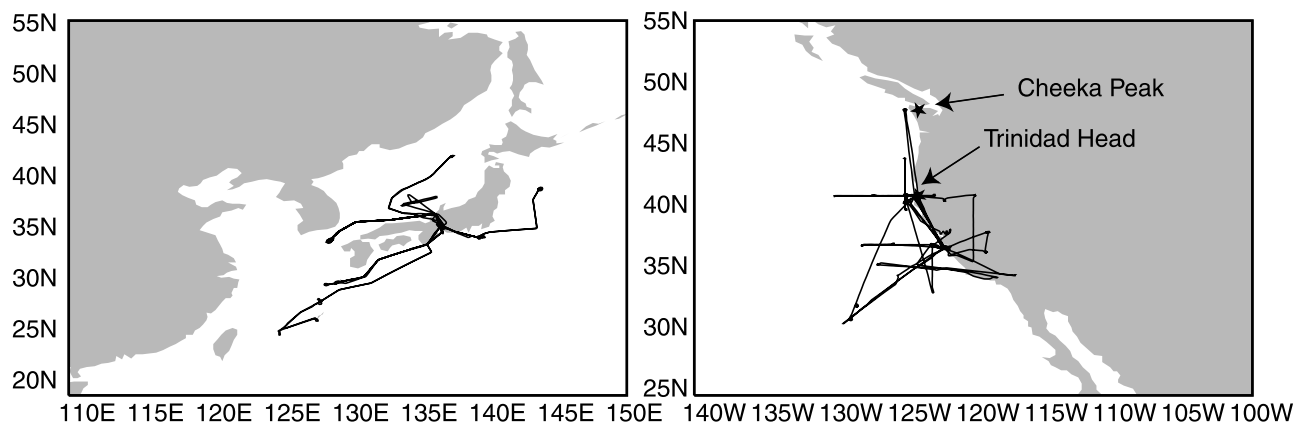 55N
50N
45N
40N
35N
30N
25N
20N
110E 115E 120E 125E 130E 135E 140E 145E 150E
55N
50N
45N
40N
35N
30N
25N
140W 135W 130W 125W 120W 115W 110W 105W 100W
Cheeka Peak
Trinidad Head